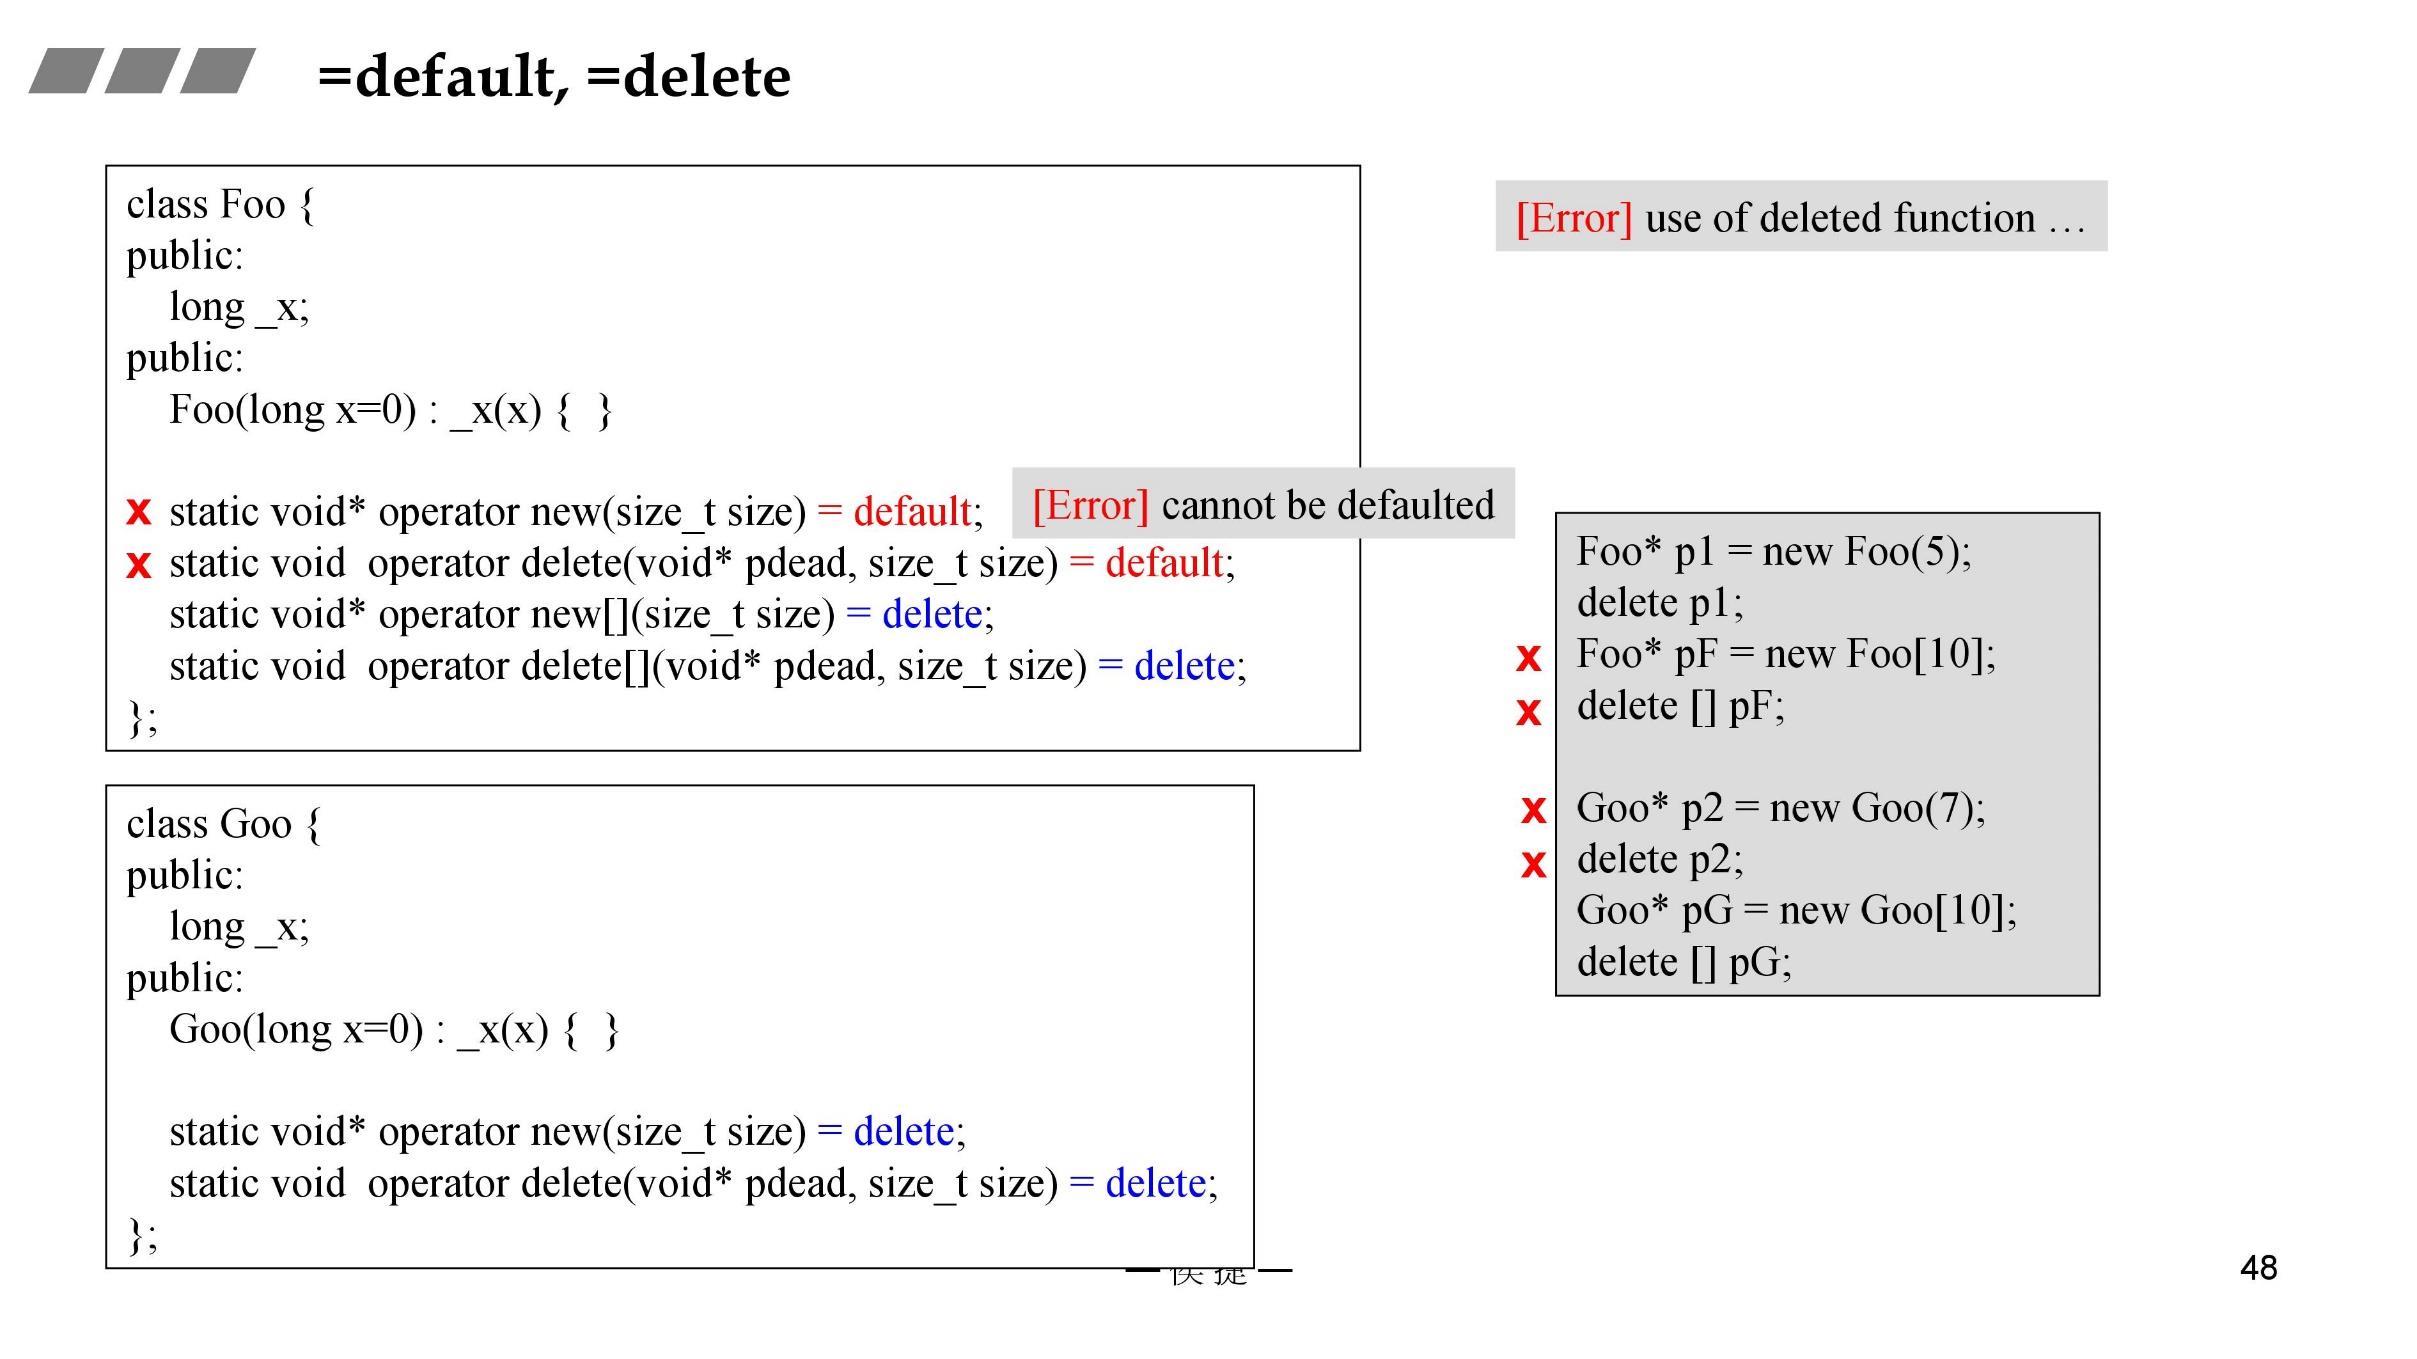 =default, =delete
class Foo {
public:
long _x;
public:
Foo(long x=0) : _x(x) { }
x static void* operator new(size_t size) = default;
[Error] cannot be defaulted
x static void operator delete(void* pdead, size_t size) = default;
static void* operator new[](size_t size) = delete;
static void operator delete[](void* pdead, size_t size) = delete;
};
class Goo {
public:
long _x;
public:
Goo(long x=0) : _x(x) { }
static void* operator new(size_t size) = delete;
static void operator delete(void* pdead, size_t size) = delete;
};
[Error] use of deleted function …
Foo* p1 = new Foo(5);
delete p1;
x Foo* pF = new Foo[10];
x delete [] pF;
x Goo* p2 = new Goo(7);
x delete p2;
Goo* pG = new Goo[10];
delete [] pG;
— 侯 捷 —
48